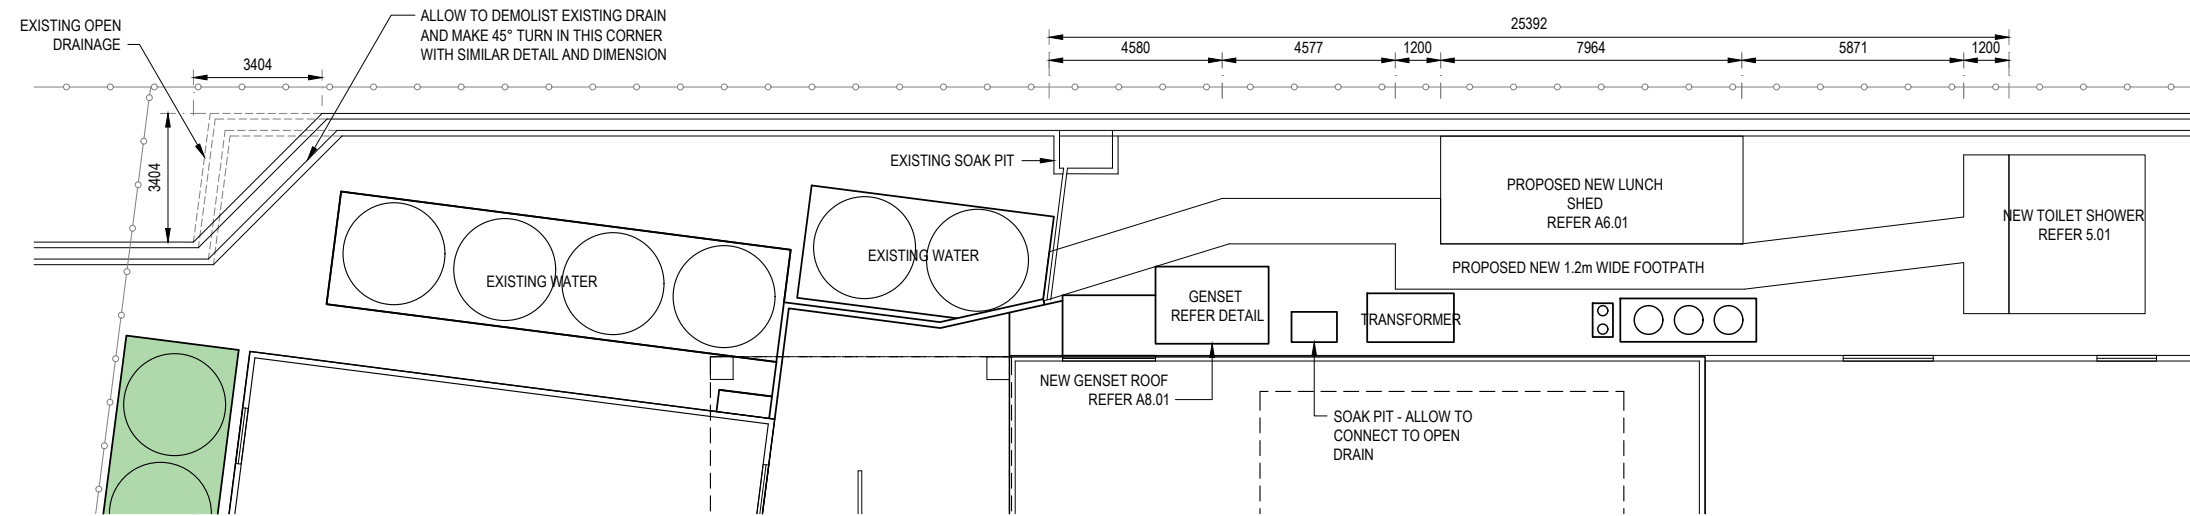 EXISTING OPEN
DRAINAGE
ALLOW TO DEMOLIST EXISTING DRAIN
AND MAKE 45° TURN IN THIS CORNER
WITH SIMILAR DETAIL AND DIMENSION
3404
3404
25392
4580
4577
1200
7964
5871
1200
EXISTING SOAK PIT
PROPOSED NEW LUNCH
SHED
REFER A6.01
NEW TOILET SHOWER
REFER 5.01
EXISTING WATER
EXISTING WATER
PROPOSED NEW 1.2m WIDE FOOTPATH
GENSET
REFER DETAIL
TRANSFORMER
NEW GENSET ROOF
REFER A8.01
SOAK PIT - ALLOW TO
CONNECT TO OPEN
DRAIN